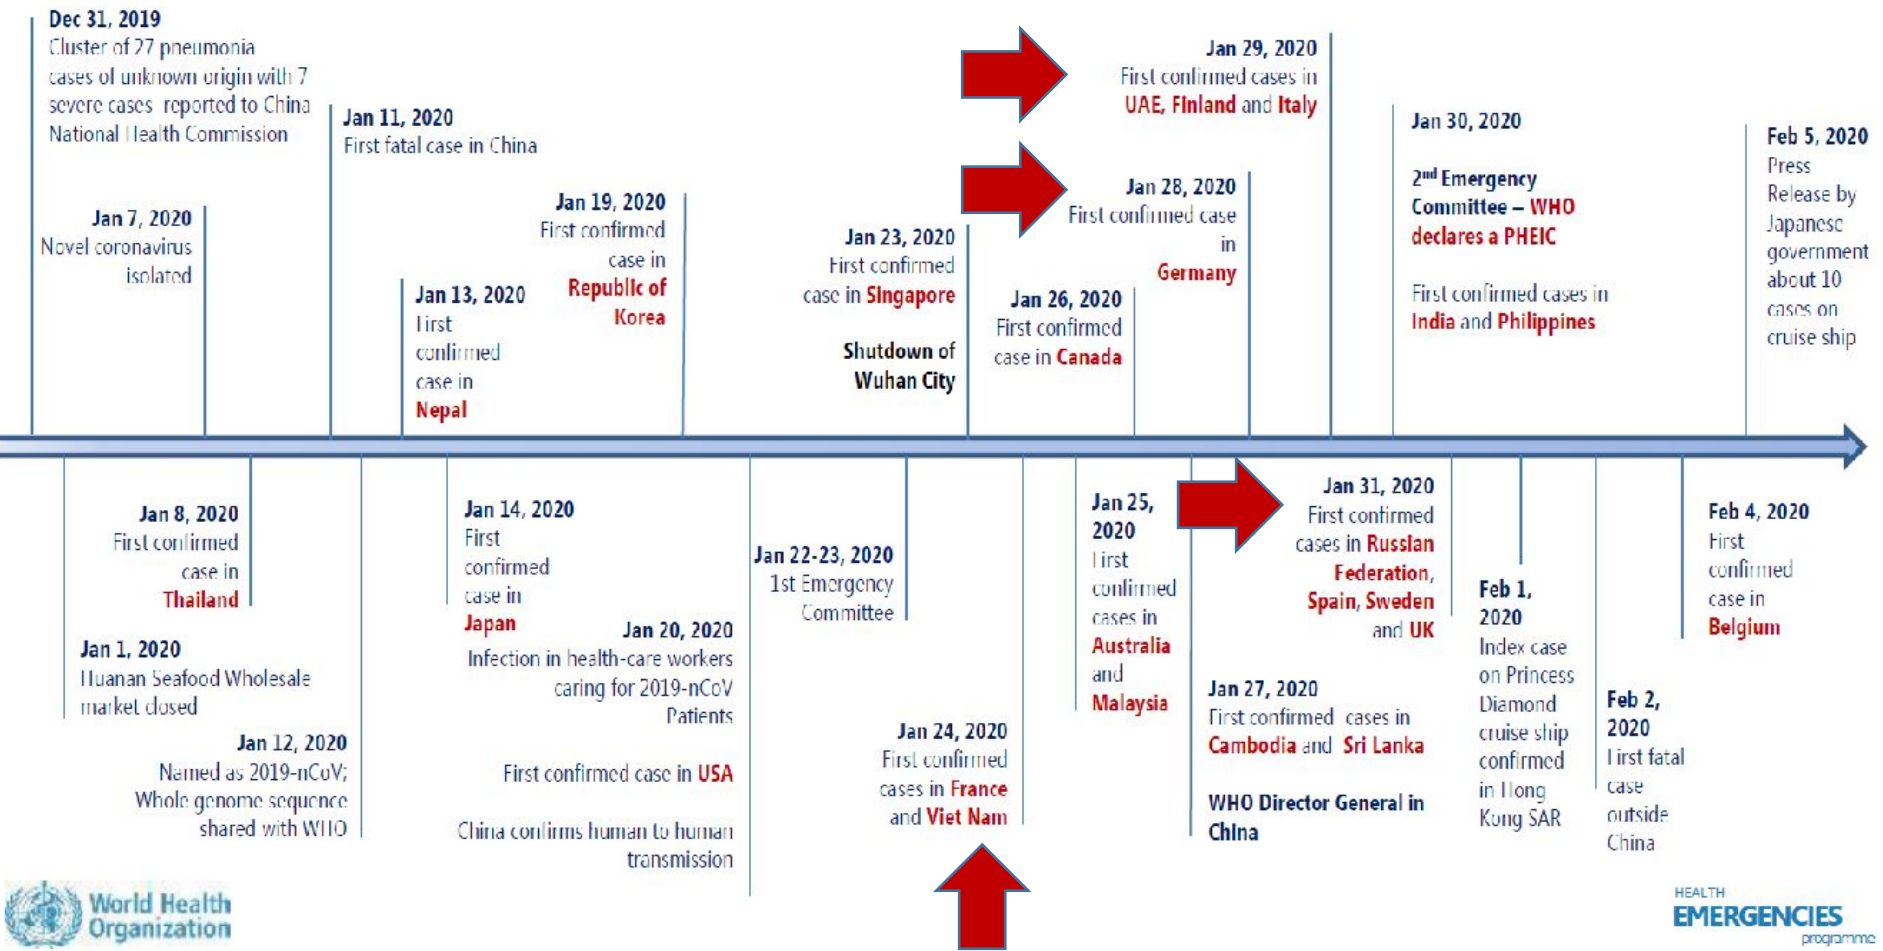 Dec 31, 2019
Cluster of 27 pneumonia
cases of unknown origin with 7
severe cases reported to China
National Health Commission
Jan 7, 2020
Novel coronavirus
isolated
Jan 11, 2020
First fatal case in China
Jan 13, 2020
First
confirmed
case in
Nepal
Jan 19, 2020
First confirmed
case in
Republic of
Korea
Jan 23, 2020
First confirmed
case in Singapore
Shutdown of
Wuhan City
Jan 26, 2020
First confirmed
case in Canada
Jan 28, 2020
First confirmed case
in
Germany
Jan 29, 2020
First confirmed cases in
UAE, Finland and Italy
Jan 30, 2020
2nd Emergency
Committee – WHO
declares a PHEIC
First confirmed cases in
India and Philippines
Feb 5, 2020
Press
Release by
Japanese
government
about 10
cases on
cruise ship
Jan 8, 2020
First confirmed
case in
Thailand
Jan 1, 2020
Huanan Seafood Wholesale
market closed
Jan 12, 2020
Named as 2019-nCoV;
Whole genome sequence
shared with WHO
Jan 14, 2020
First
confirmed
case in
Japan
Jan 20, 2020
Infection in health-care workers
caring for 2019-nCoV
Patients
First confirmed case in USA
China confirms human to human
transmission
Jan 22-23, 2020
1st Emergency
Committee
Jan 24, 2020
First confirmed
cases in France
and Viet Nam
Jan 25,
2020
First
confirmed
cases in
Australia
and
Malaysia
Jan 27, 2020
First confirmed cases in
Cambodia and Sri Lanka
WHO Director General in
China
Jan 31, 2020
First confirmed
cases in Russian
Federation,
Spain, Sweden
and UK
Feb 1,
2020
Index case
on Princess
Diamond
cruise ship
confirmed
in Hong
Kong SAR
Feb 2,
2020
First fatal
case
outside
China
Feb 4, 2020
First
confirmed
case in
Belgium
World Health
Organization
HEALTH
EMERGENCIES
programme